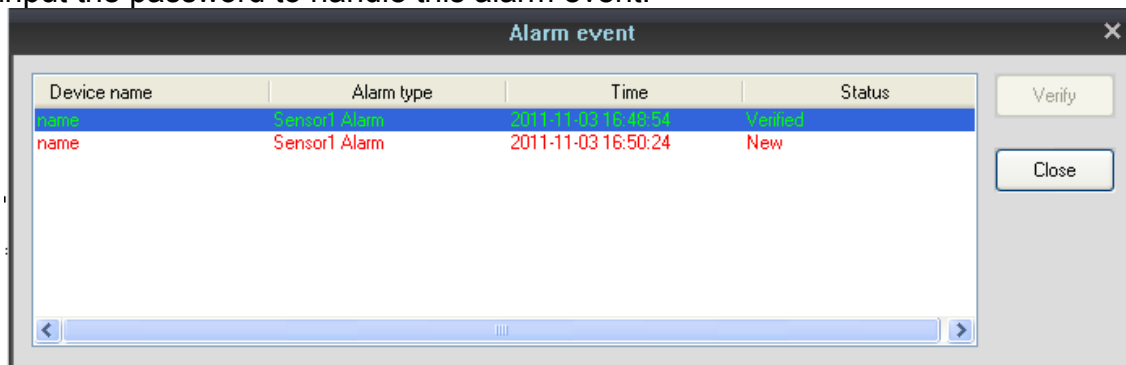 input the password to handle this alarm event.
Alarm event
Device name Alarm type Time Status
name Sensor1 Alarm 2011-11-03 16:48:54 Verified
name Sensor1 Alarm 2011-11-03 16:50:24 New
Verify
Close